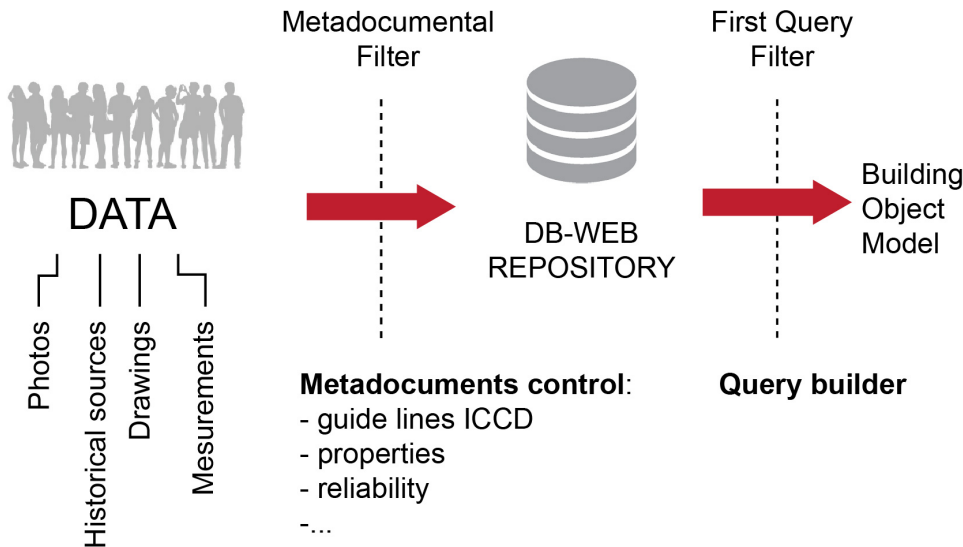 Metadocumental
Filter
First Query
Filter
DATA
Photos
Historical sources
Drawings
Mesurements
DB-WEB
REPOSITORY
Building
Object
Model
Metadocuments control:
- guide lines ICCD
- properties
- reliability
-...
Query builder